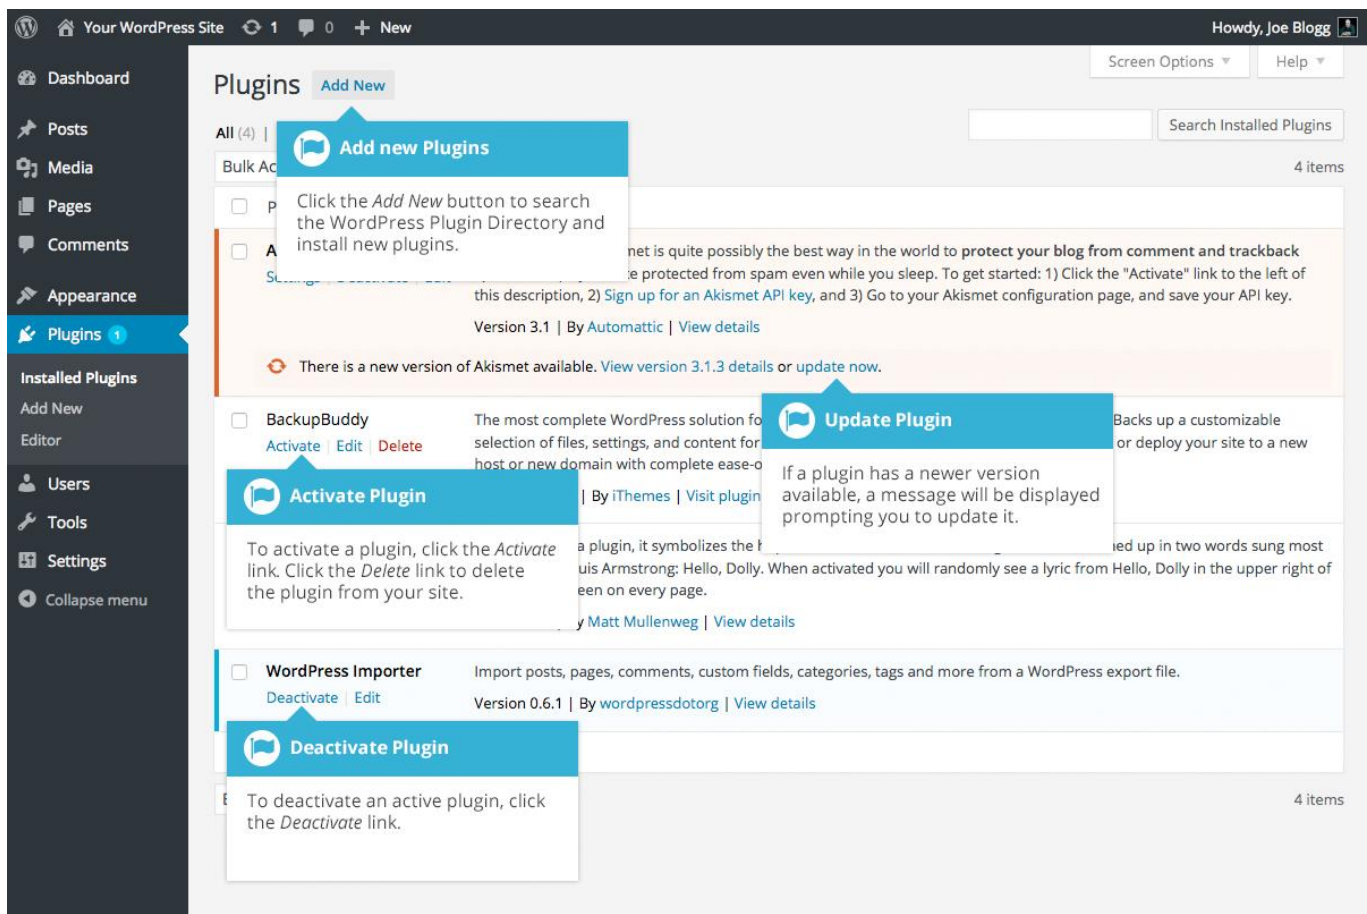 Your WordPress Site 1 0 + New Howdy, Joe Blogg
Screen Options Help
Dashboard
Posts
Media
Pages
Comments
Appearance
Plugins 1
Installed Plugins
Add New
Editor
Users
Tools
Settings
Collapse menu
Plugins Add New
All (4) |
Search Installed Plugins
Bulk Ac
4 items
Add new Plugins
Click the Add New button to search
the WordPress Plugin Directory and
install new plugins.
met is quite possibly the best way in the world to protect your blog from comment and trackback
protected from spam even while you sleep. To get started: 1) Click the "Activate" link to the left of
this description, 2) Sign up for an Akismet API key, and 3) Go to your Akismet configuration page, and save your API key.
Version 3.1 | By Automattic | View details
There is a new version of Akismet available. View version 3.1.3 details or update now.
Update Plugin
If a plugin has a newer version
available, a message will be displayed
prompting you to update it.
BackupBuddy
Activate | Edit | Delete
The most complete WordPress solution fo Backs up a customizable
selection of files, settings, and content for or deploy your site to a new
host or new domain with complete ease-o
| By iThemes | Visit plugin
Activate Plugin
To activate a plugin, click the Activate
link. Click the Delete link to delete
the plugin from your site.
a plugin, it symbolizes the ed up in two words sung most
uis Armstrong: Hello, Dolly. When activated you will randomly see a lyric from Hello, Dolly in the upper right of
een on every page.
y Matt Mullenweg | View details
WordPress Importer
Deactivate | Edit
Import posts, pages, comments, custom fields, categories, tags and more from a WordPress export file.
Version 0.6.1 | By wordpressdotorg | View details
Deactivate Plugin
To deactivate an active plugin, click
the Deactivate link.
4 items